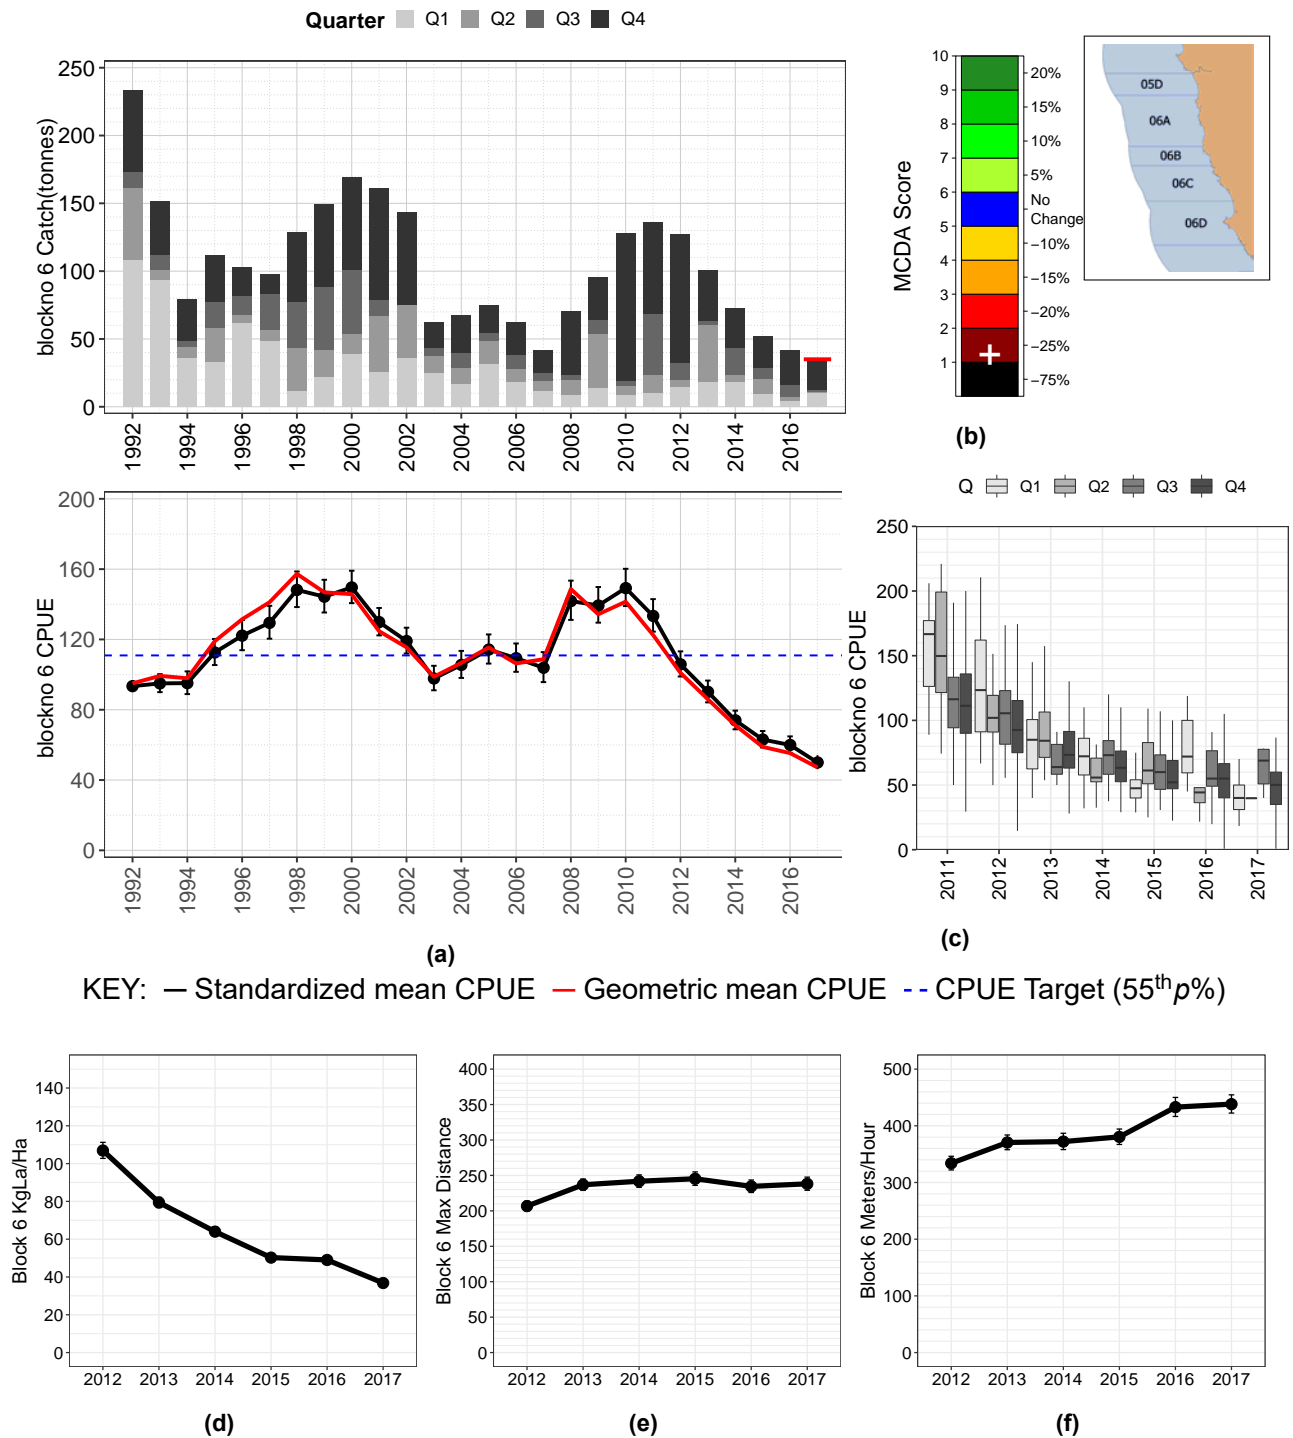 Quarter Q1 Q2 Q3 Q4
blockno 6 Catch(tonnes)
250
200
150
100
50
0
1992 1994 1996 1998 2000 2002 2004 2006 2008 2010 2012 2014 2016
blockno 6 CPUE
200
160
120
80
40
0
1992 1994 1996 1998 2000 2002 2004 2006 2008 2010 2012 2014 2016
(a)
MCDA Score
10
9
8
7
6
5
4
3
2
1
20%
15%
10%
5%
No
Change
−10%
−15%
−20%
−25%
−75%
05D
06A
06B
06C
06D
(b)
Q Q1 Q2 Q3 Q4
blockno 6 CPUE
250
200
150
100
50
0
2011 2012 2013 2014 2015 2016 2017
(c)
KEY: Standardized mean CPUE Geometric mean CPUE CPUE Target (55th p%)
Block 6 KgLa/Ha
140
120
100
80
60
40
20
0
2012 2013 2014 2015 2016 2017
(d)
Block 6 Max Distance
400
350
300
250
200
150
100
50
0
2012 2013 2014 2015 2016 2017
(e)
Block 6 Meters/Hour
500
400
300
200
100
0
2012 2013 2014 2015 2016 2017
(f)